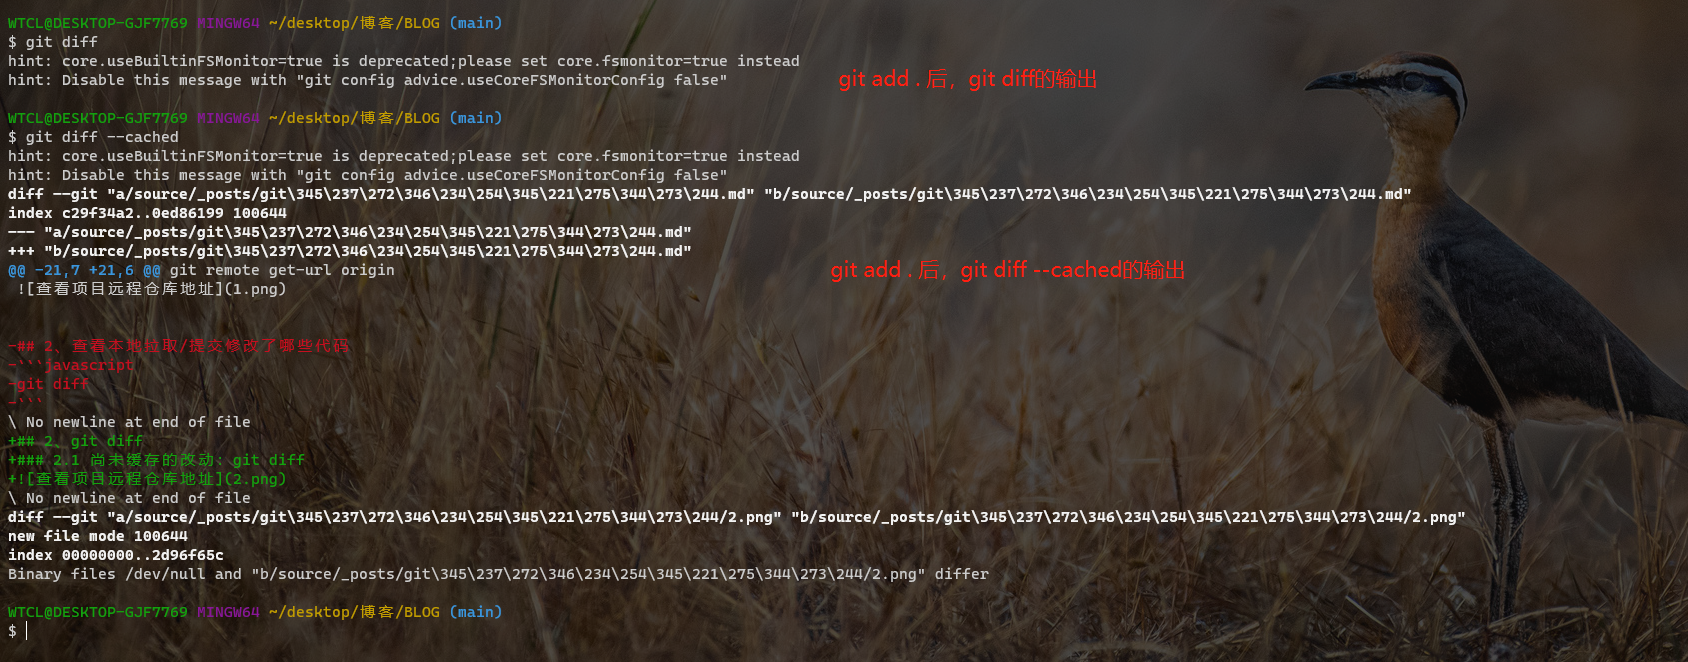 WTCL@DESKTOP-GJF7769 MINGW64 ~/desktop/博客/BLOG (main)
$ git diff
hint: core.useBuiltinFSMonitor=true is deprecated;please set core.fsmonitor=true instead
hint: Disable this message with "git config advice.useCoreFSMonitorConfig false"
git add . 后，git diff的输出
WTCL@DESKTOP-GJF7769 MINGW64 ~/desktop/博客/BLOG (main)
$ git diff --cached
hint: core.useBuiltinFSMonitor=true is deprecated;please set core.fsmonitor=true instead
hint: Disable this message with "git config advice.useCoreFSMonitorConfig false"
diff --git "a/source/_posts/git\345\237\272\346\234\254\345\221\275\344\273\244.md" "b/source/_posts/git\345\237\272\346\234\254\345\221\275\344\273\244.md"
index c29f34a2..0ed86199 100644
--- "a/source/_posts/git\345\237\272\346\234\254\345\221\275\344\273\244.md"
+++ "b/source/_posts/git\345\237\272\346\234\254\345\221\275\344\273\244.md"
@@ -21,7 +21,6 @@ git remote get-url origin
git add . 后，git diff --cached的输出
![查看项目远程仓库地址](1.png)
-## 2、查看本地拉取/提交修改了哪些代码
-```javascript
-git diff
-```
\ No newline at end of file
+## 2、git diff
+### 2.1 尚未缓存的改动：git diff
+![查看项目远程仓库地址](2.png)
\ No newline at end of file
diff --git "a/source/_posts/git\345\237\272\346\234\254\345\221\275\344\273\244/2.png" "b/source/_posts/git\345\237\272\346\234\254\345\221\275\344\273\244/2.png"
new file mode 100644
index 00000000..2d96f65c
Binary files /dev/null and "b/source/_posts/git\345\237\272\346\234\254\345\221\275\344\273\244/2.png" differ
WTCL@DESKTOP-GJF7769 MINGW64 ~/desktop/博客/BLOG (main)
$